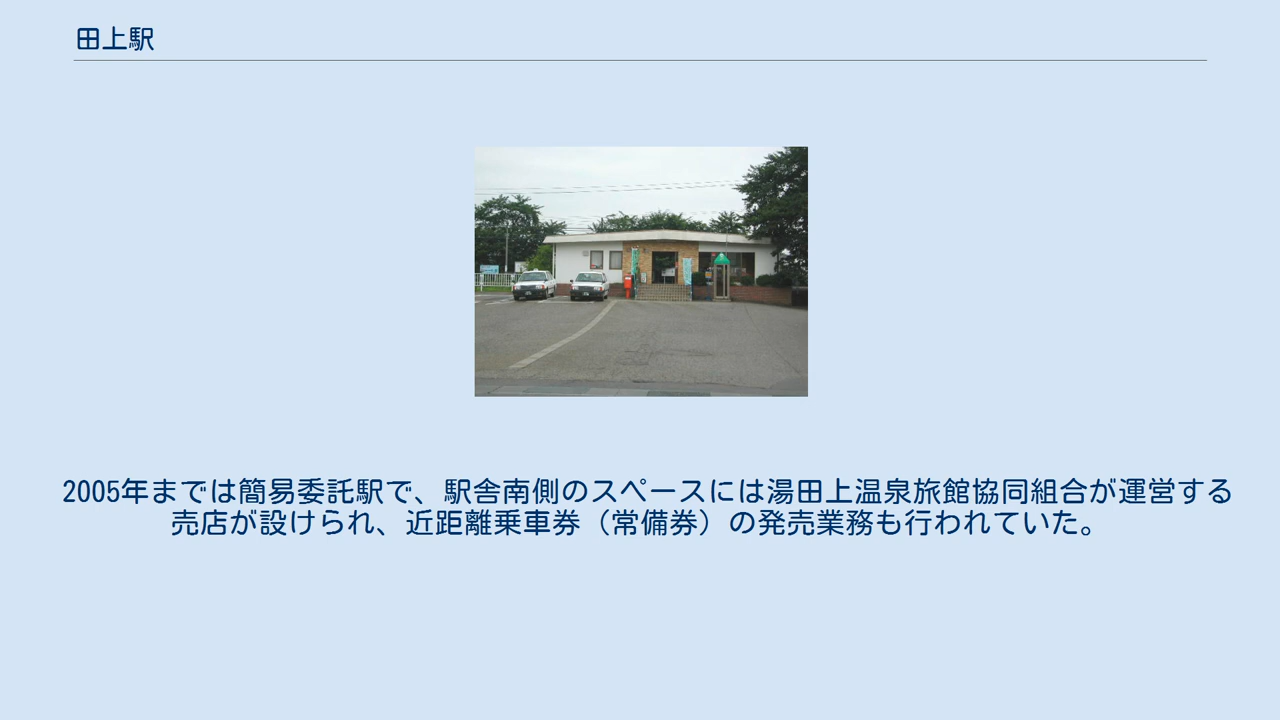 田上駅
2005年までは簡易委託駅で、駅舎南側のスペースには湯田上温泉旅館協同組合が運営する
売店が設けられ、近距離乗車券（常備券）の発売業務も行われていた。